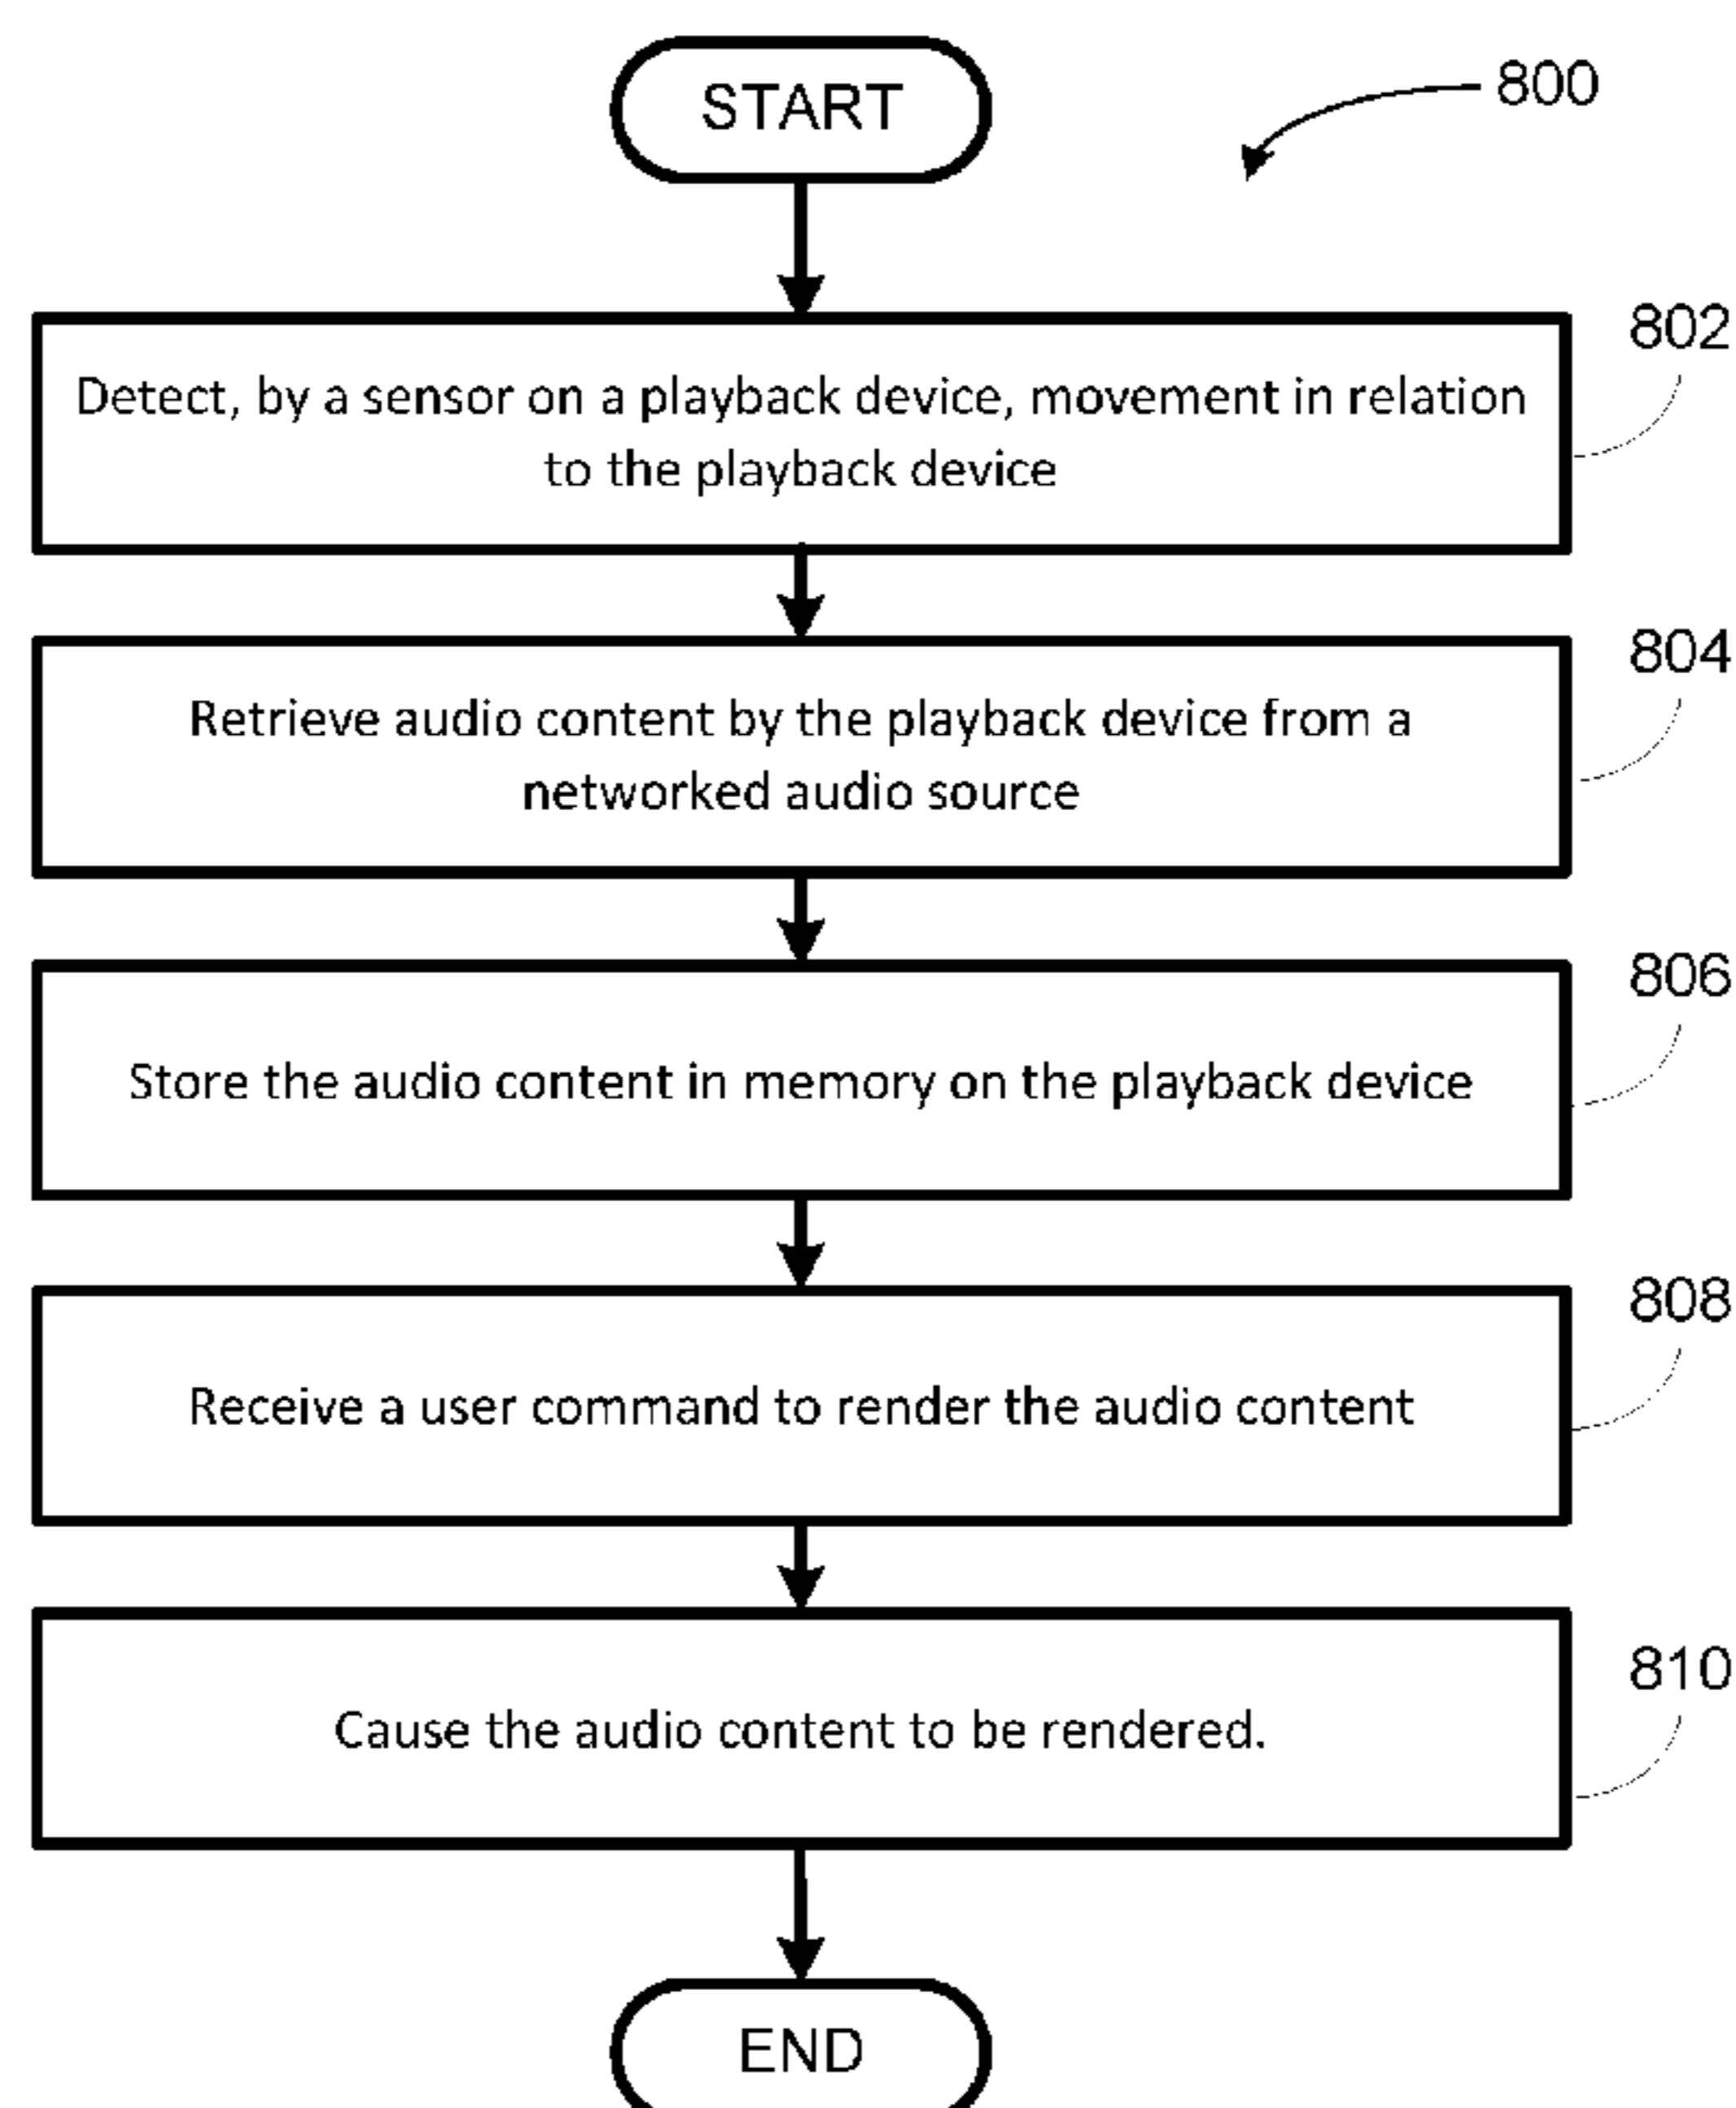 START
800
802
Detect, by a sensor on a playback device, movement in relation
to the playback device
804
Retrieve audio content by the playback device from a
networked audio source
806
Store the audio content in memory on the playback device
808
Receive a user command to render the audio content
810
Cause the audio content to be rendered.
END